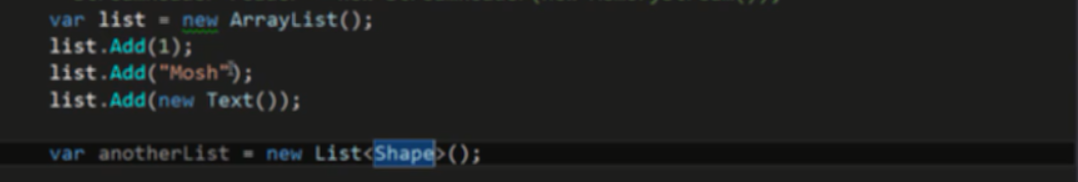 var list = new ArrayList();
list.Add(1);
list.Add("Mosh");
list.Add(new Text());
var anotherList = new List<Shape>();